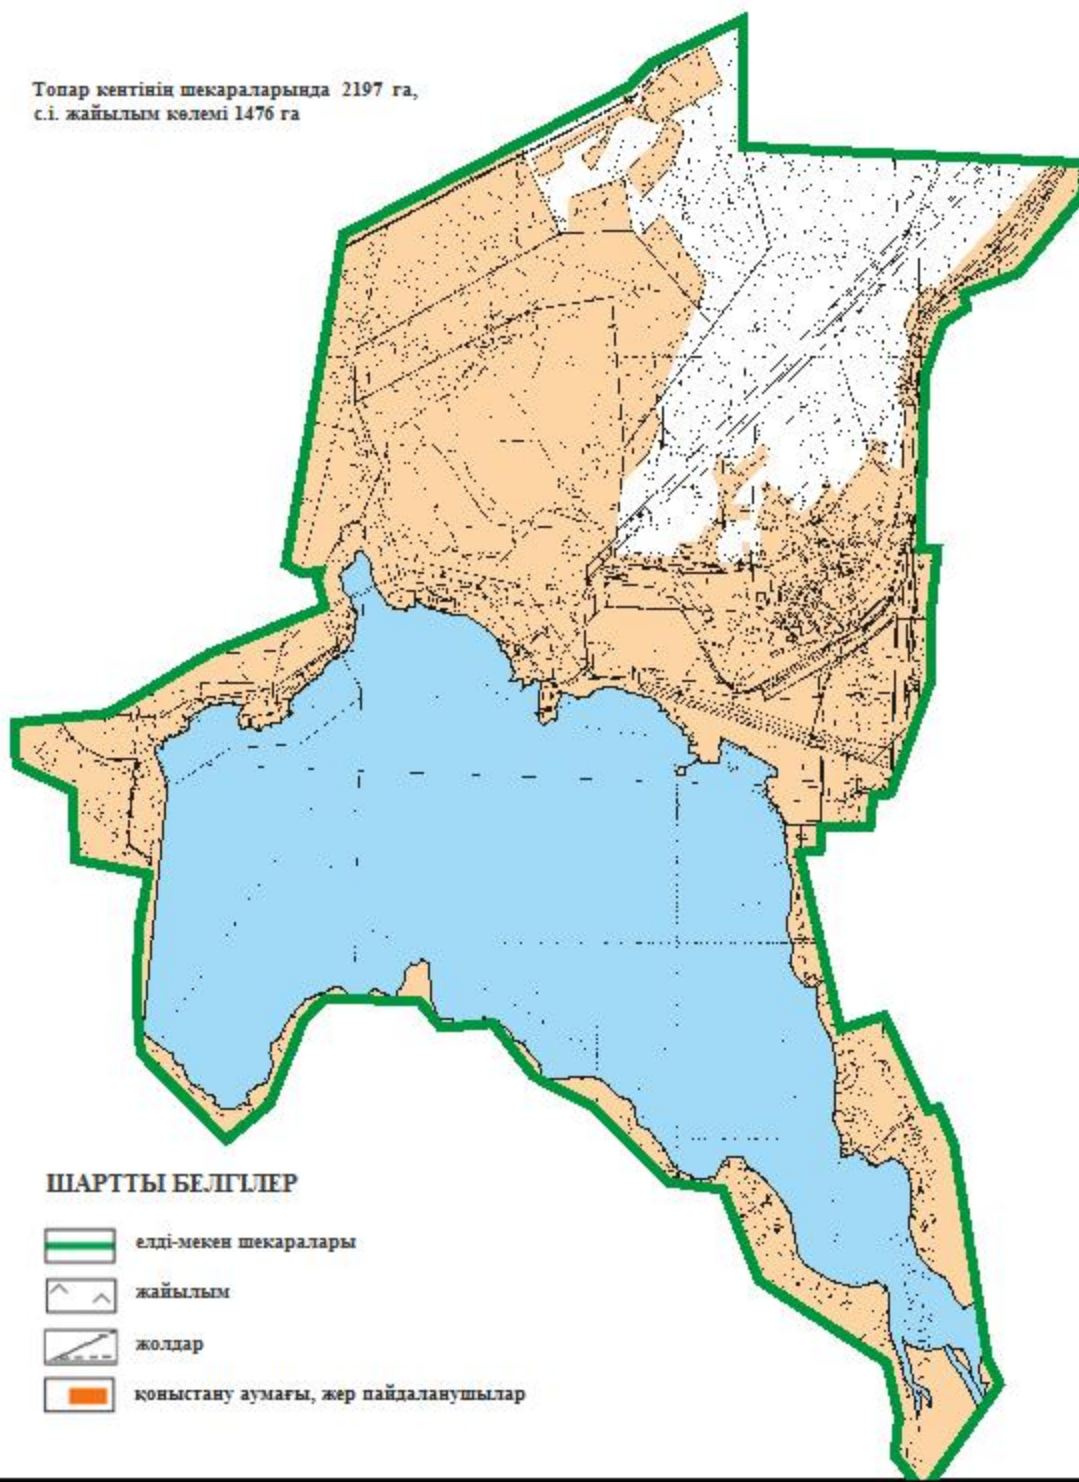 Топар кентінің шекараларында 2197 га,
с.і. жайылым көлемі 1476 га
ШАРТТЫ БЕЛГІЛЕР
елді-мекен шекаралары
жайылым
жолдар
қоныстану аумағы, жер пайдаланушылар